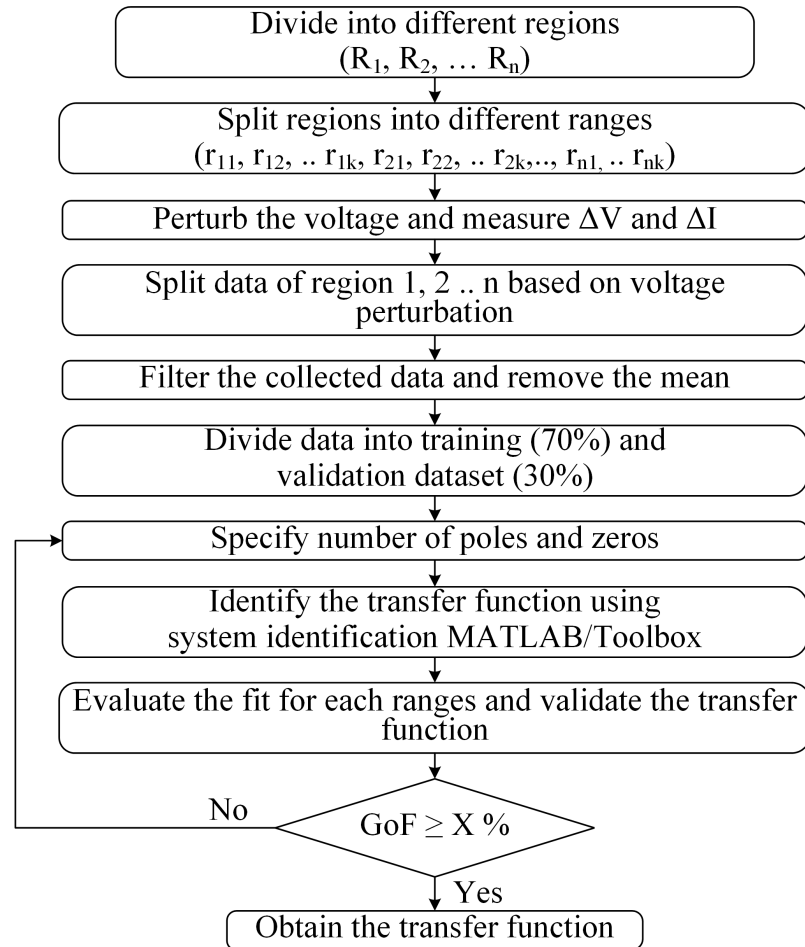 Divide into different regions
(R₁, R₂, … Rₙ)
Split regions into different ranges
(r₁₁, r₁₂, .. r₁ₖ, r₂₁, r₂₂, .. r₂ₖ,.., rₙ₁, .. rₙₖ)
Perturb the voltage and measure ΔV and ΔI
Split data of region 1, 2 .. n based on voltage
perturbation
Filter the collected data and remove the mean
Divide data into training (70%) and
validation dataset (30%)
Specify number of poles and zeros
Identify the transfer function using
system identification MATLAB/Toolbox
Evaluate the fit for each ranges and validate the transfer
function
No
GoF ≥ X %
Yes
Obtain the transfer function